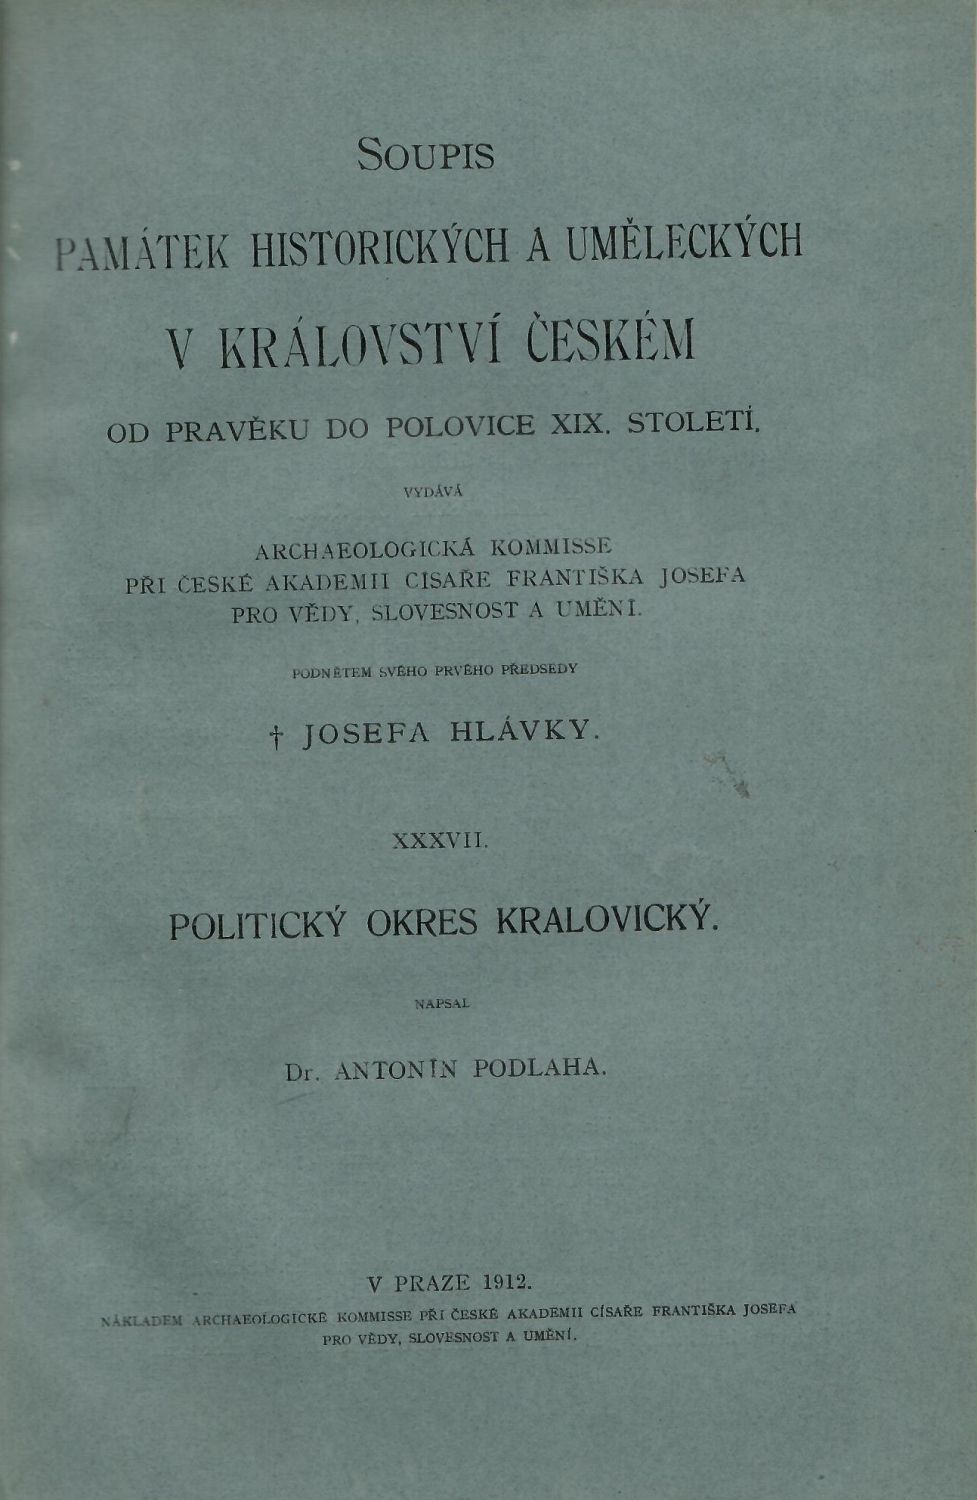 SOUPIS
PAMÁTEK HISTORICKÝCH A UMĚLECKÝCH
V KRÁLOVSTVÍ ČESKÉM
OD PRAVĚKU DO POLOVICE XIX. STOLETÍ.
VYDÁVÁ
ARCHAEOLOGICKÁ KOMMISSE
PŘI ČESKÉ AKADEMII CÍSAŘE FRANTIŠKA JOSEFA
PRO VĚDY, SLOVESNOST A UMĚNÍ.
PODNĚTEM SVÉHO PRVÉHO PŘEDSEDY
† JOSEFA HLÁVKY.
XXXVII.
POLITICKÝ OKRES KRALOVICKÝ.
NAPSAL
Dr. ANTONÍN PODLAHA.
V PRAZE 1912.
NÁKLADEM ARCHAEOLOGICKÉ KOMMISSE PŘI ČESKÉ AKADEMII CÍSAŘE FRANTIŠKA JOSEFA
PRO VĚDY, SLOVESNOST A UMĚNÍ.